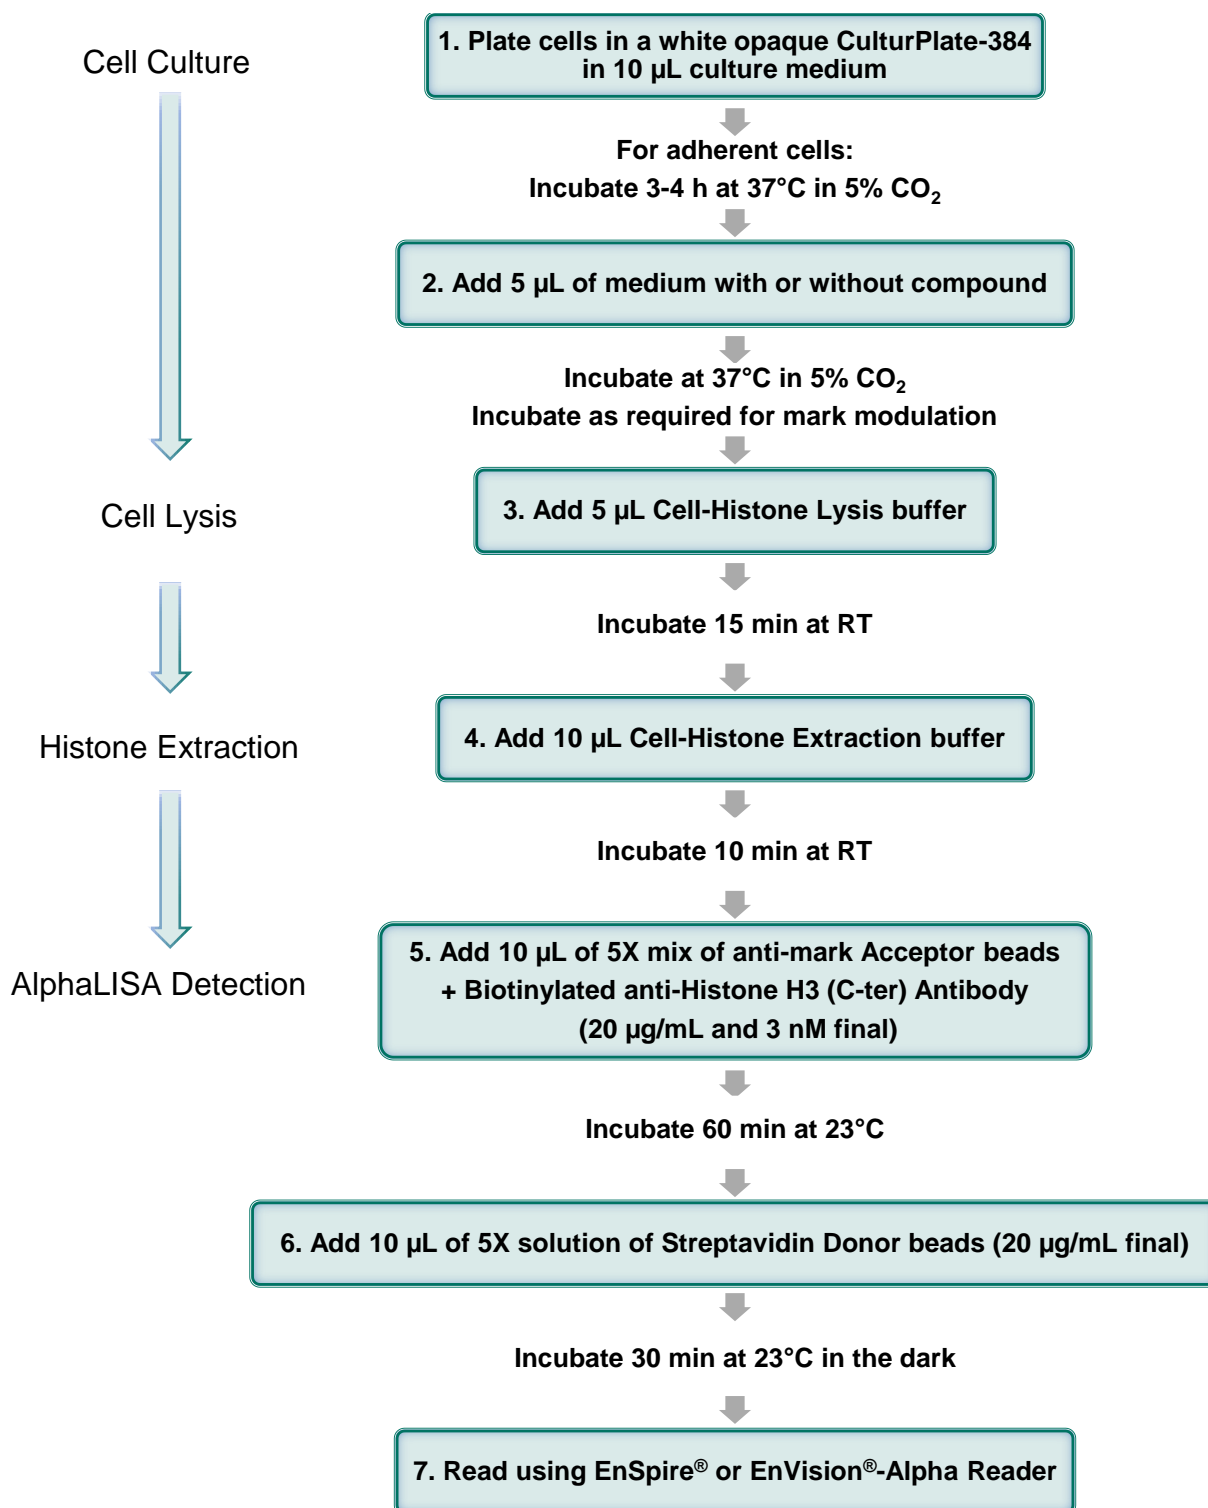 Cell Culture
1. Plate cells in a white opaque CulturPlate-384
in 10 µL culture medium
For adherent cells:
Incubate 3-4 h at 37°C in 5% CO₂
2. Add 5 µL of medium with or without compound
Incubate at 37°C in 5% CO₂
Incubate as required for mark modulation
Cell Lysis
3. Add 5 µL Cell-Histone Lysis buffer
Incubate 15 min at RT
Histone Extraction
4. Add 10 µL Cell-Histone Extraction buffer
Incubate 10 min at RT
AlphaLISA Detection
5. Add 10 µL of 5X mix of anti-mark Acceptor beads
+ Biotinylated anti-Histone H3 (C-ter) Antibody
(20 µg/mL and 3 nM final)
Incubate 60 min at 23°C
6. Add 10 µL of 5X solution of Streptavidin Donor beads (20 µg/mL final)
Incubate 30 min at 23°C in the dark
7. Read using EnSpire® or EnVision®-Alpha Reader